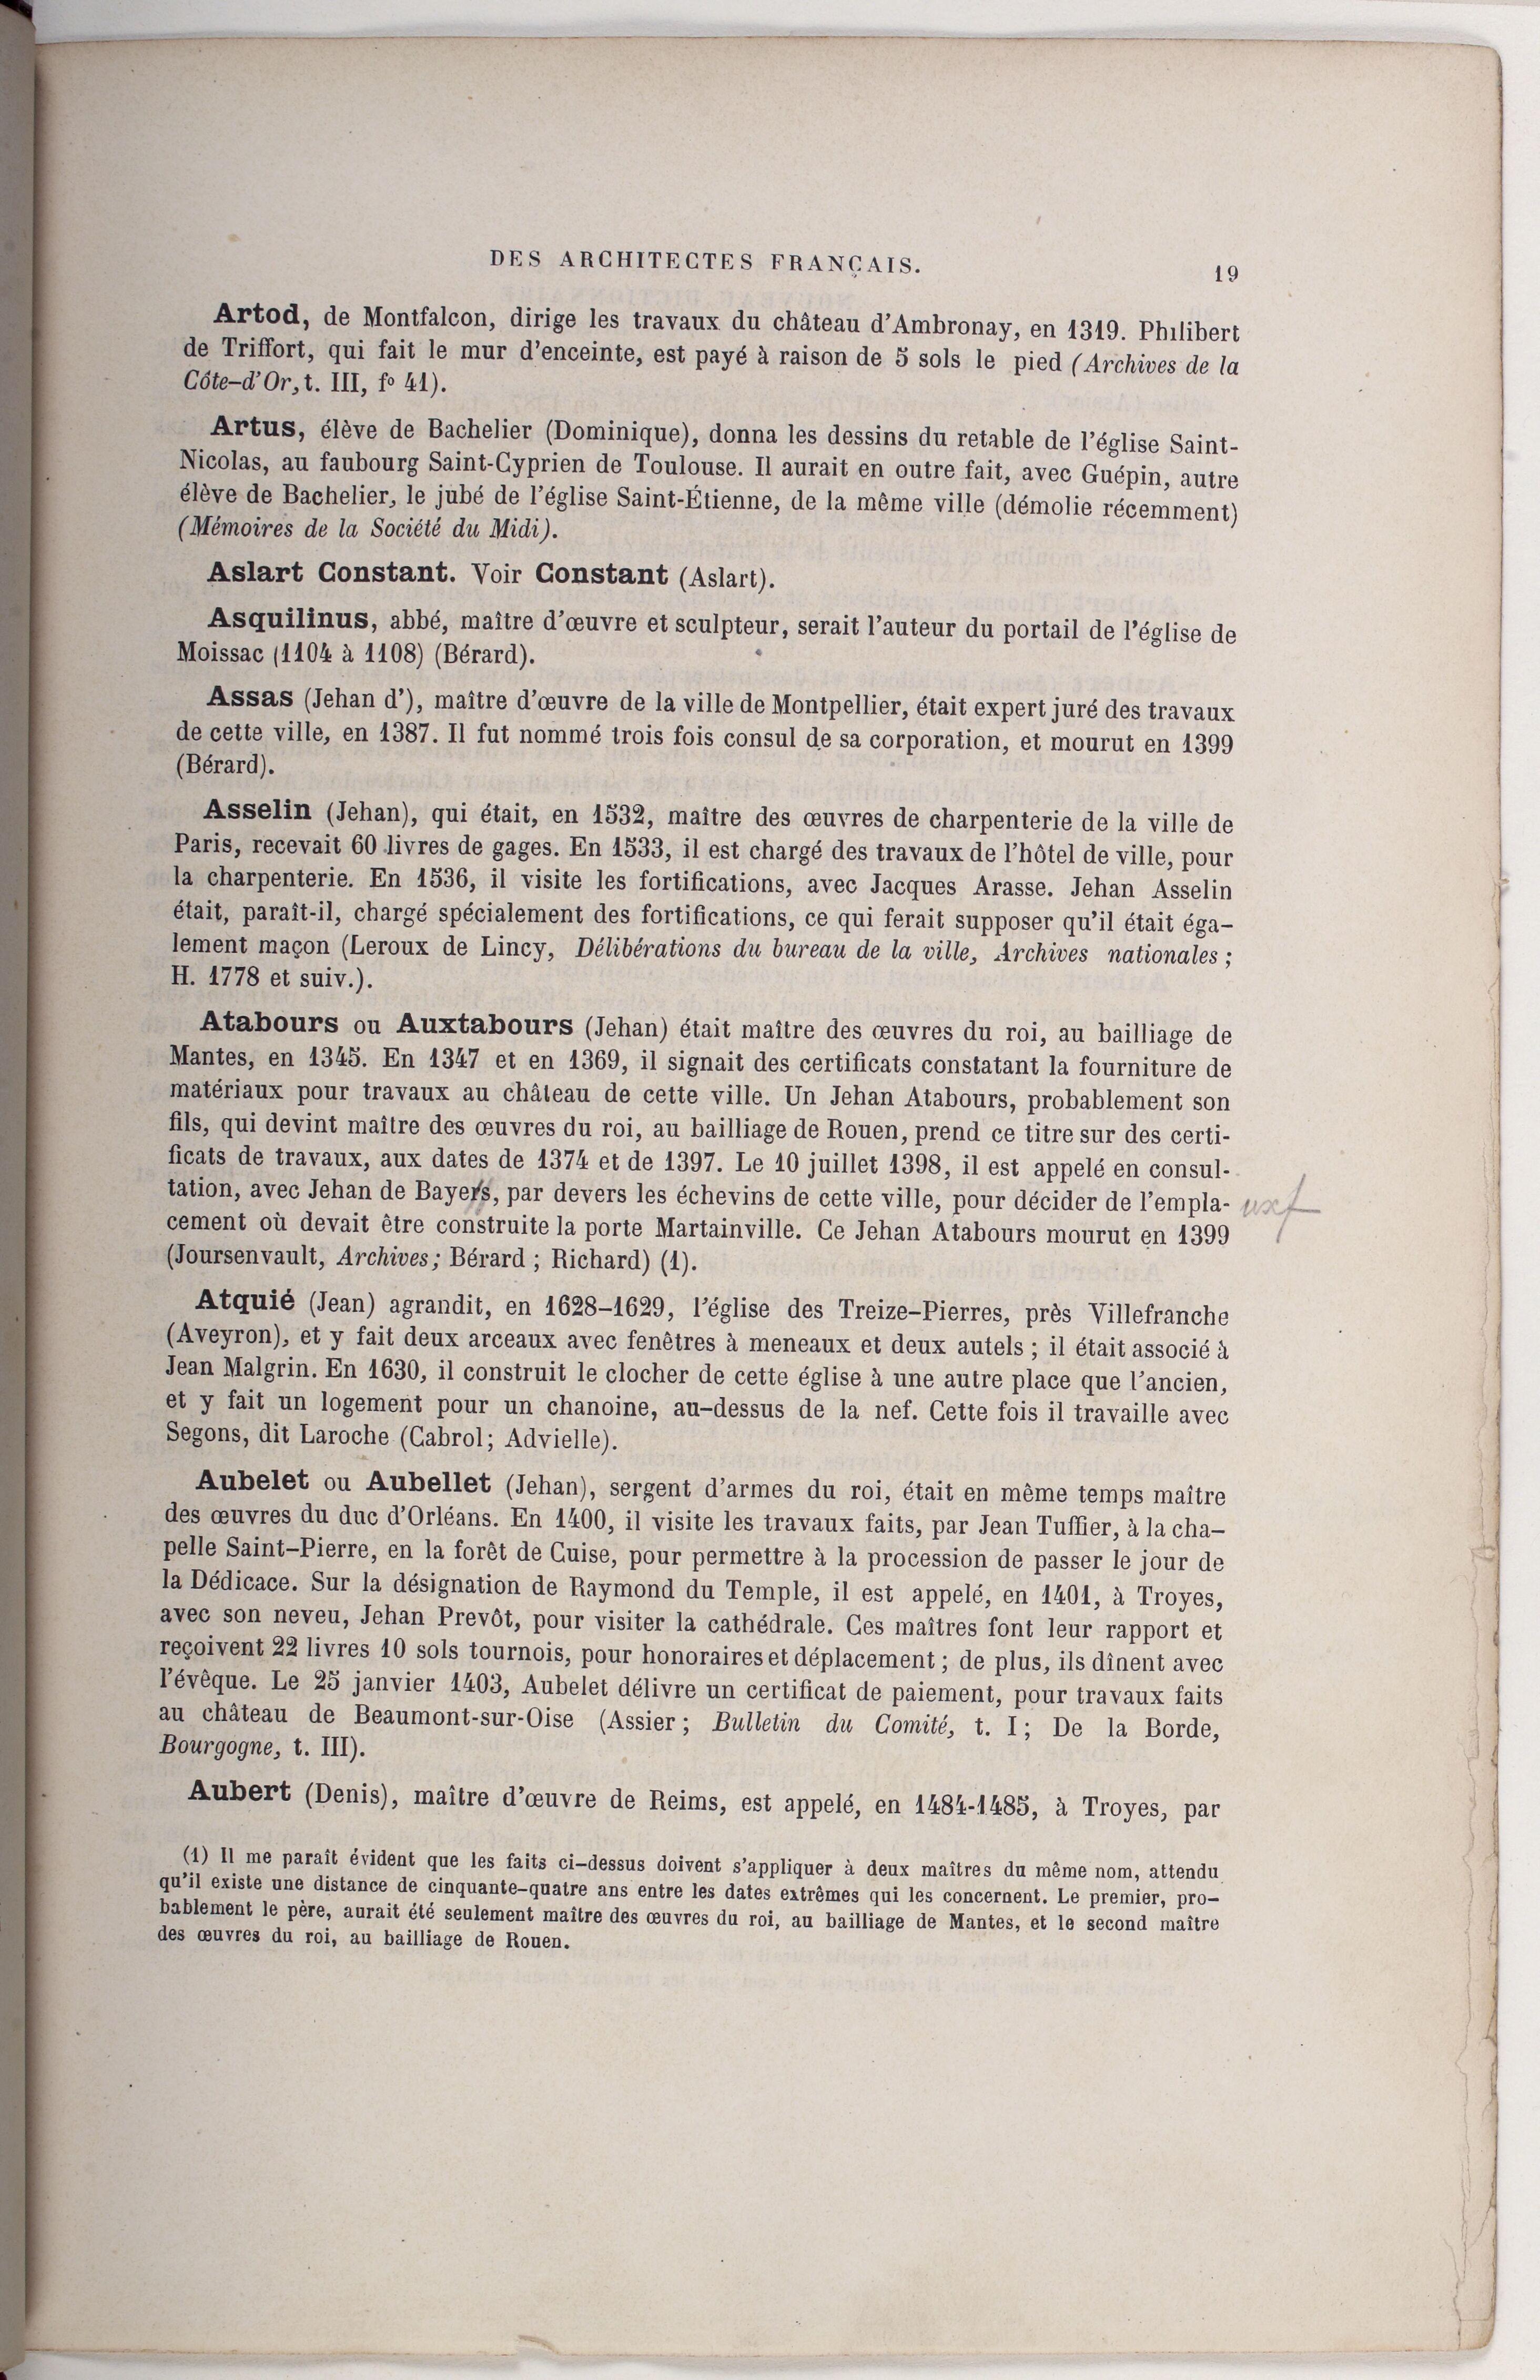 DES ARCHITECTES FRANÇAIS.
19
Artod, de Montfalcon, dirige les travaux du château d'Ambronay, en 1319. Philibert
de Triffort, qui fait le mur d'enceinte, est payé à raison de 5 sols le pied (Archives de la
Côte-d'Or, t. III, fo 41).
Artus, élève de Bachelier (Dominique), donna les dessins du retable de l'église Saint-
Nicolas, au faubourg Saint-Cyprien de Toulouse. Il aurait en outre fait, avec Guépin, autre
élève de Bachelier, le jubé de l'église Saint-Étienne, de la même ville (démolie récemment)
(Mémoires de la Société du Midi).
Aslart Constant. Voir Constant (Aslart).
Asquilinus, abbé, maître d'œuvre et sculpteur, serait l'auteur du portail de l'église de
Moissac (1104 à 1108) (Bérard).
Assas (Jehan d'), maître d'œuvre de la ville de Montpellier, était expert juré des travaux
de cette ville, en 1387. Il fut nommé trois fois consul de sa corporation, et mourut en 1399
(Bérard).
Asselin (Jehan), qui était, en 1532, maître des œuvres de charpenterie de la ville de
Paris, recevait 60 livres de gages. En 1533, il est chargé des travaux de l'hôtel de ville, pour
la charpenterie. En 1536, il visite les fortifications, avec Jacques Arasse. Jehan Asselin
était, paraît-il, chargé spécialement des fortifications, ce qui ferait supposer qu'il était éga-
lement maçon (Leroux de Lincy, Délibérations du bureau de la ville, Archives nationales ;
H. 1778 et suiv.).
Atabours ou Auxtabours (Jehan) était maître des œuvres du roi, au bailliage de
Mantes, en 1345. En 1347 et en 1369, il signait des certificats constatant la fourniture de
matériaux pour travaux au château de cette ville. Un Jehan Atabours, probablement son
fils, qui devint maître des œuvres du roi, au bailliage de Rouen, prend ce titre sur des certi-
ficats de travaux, aux dates de 1374 et de 1397. Le 10 juillet 1398, il est appelé en consul-
tation, avec Jehan de Bayers, par devers les échevins de cette ville, pour décider de l'empla-
cement où devait être construite la porte Martainville. Ce Jehan Atabours mourut en 1399
(Joursenvault, Archives; Bérard ; Richard) (1).
Atquié (Jean) agrandit, en 1628-1629, l'église des Treize-Pierres, près Villefranche
(Aveyron), et y fait deux arceaux avec fenêtres à meneaux et deux autels ; il était associé à
Jean Malgrin. En 1630, il construit le clocher de cette église à une autre place que l'ancien,
et y fait un logement pour un chanoine, au-dessus de la nef. Cette fois il travaille avec
Segons, dit Laroche (Cabrol; Advielle).
Aubelet ou Aubellet (Jehan), sergent d'armes du roi, était en même temps maître
des œuvres du duc d'Orléans. En 1400, il visite les travaux faits, par Jean Tuffier, à la cha-
pelle Saint-Pierre, en la forêt de Cuise, pour permettre à la procession de passer le jour de
la Dédicace. Sur la désignation de Raymond du Temple, il est appelé, en 1401, à Troyes,
avec son neveu, Jehan Prevôt, pour visiter la cathédrale. Ces maîtres font leur rapport et
reçoivent 22 livres 10 sols tournois, pour honoraires et déplacement ; de plus, ils dînent avec
l'évêque. Le 25 janvier 1403, Aubelet délivre un certificat de paiement, pour travaux faits
au château de Beaumont-sur-Oise (Assier ; Bulletin du Comité, t. I ; De la Borde,
Bourgogne, t. III).
Aubert (Denis), maître d'œuvre de Reims, est appelé, en 1484-1485, à Troyes, par
(1) Il me paraît évident que les faits ci-dessus doivent s'appliquer à deux maîtres du même nom, attendu
qu'il existe une distance de cinquante-quatre ans entre les dates extrêmes qui les concernent. Le premier, pro-
bablement le père, aurait été seulement maître des œuvres du roi, au bailliage de Mantes, et le second maître
des œuvres du roi, au bailliage de Rouen.